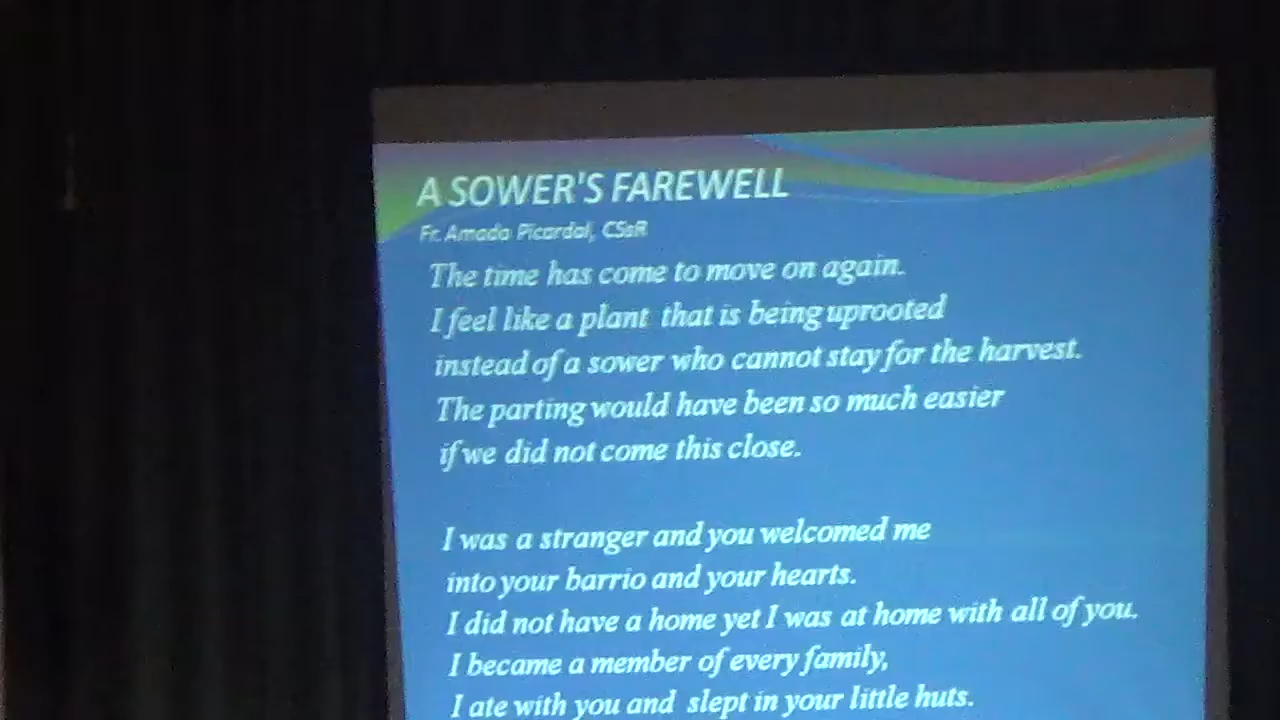 A SOWER'S FAREWELL
Fr. Amado Picardal, CSsR
The time has come to move on again.
I feel like a plant that is being uprooted
instead of a sower who cannot stay for the harvest.
The parting would have been so much easier
if we did not come this close.
I was a stranger and you welcomed me
into your barrio and your hearts.
I did not have a home yet I was at home with all of you.
I became a member of every family,
I ate with you and slept in your little huts.